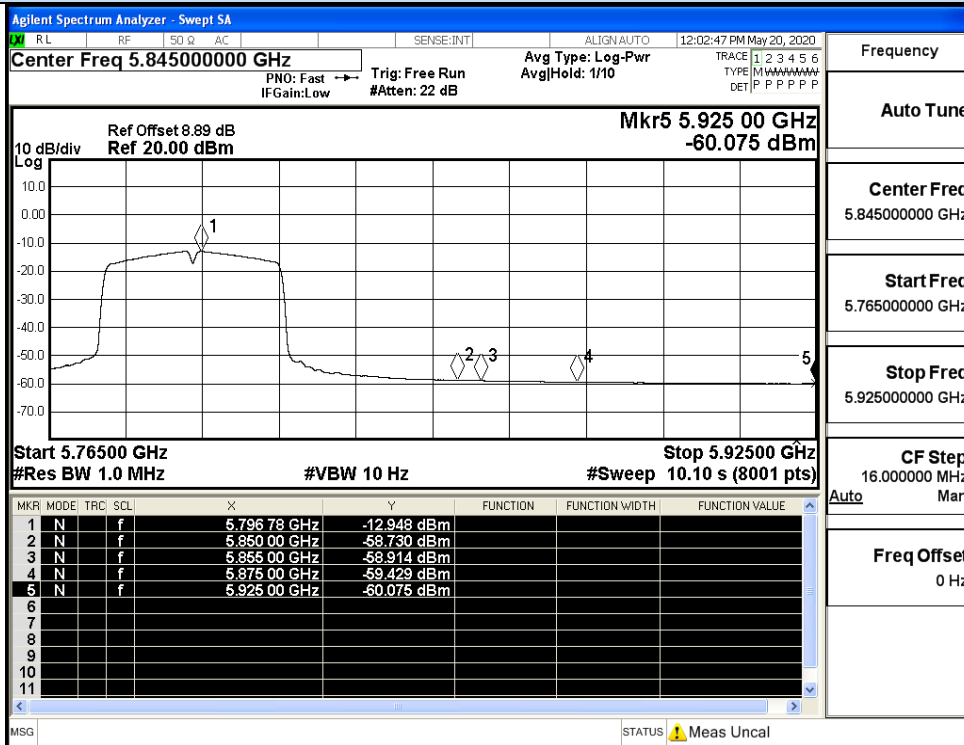 Agilent Spectrum Analyzer - Swept SA
LXI RL RF 50 Ω AC SENSE:INT ALIGN AUTO 12:02:47 PM May 20, 2020
Center Freq 5.845000000 GHz
PNO: Fast
IFGain:Low
Trig: Free Run
#Atten: 22 dB
Avg Type: Log-Pwr
Avg|Hold: 1/10
TRACE 1 2 3 4 5 6
TYPE M WWWWW
DET P P P P P P
Mkr5 5.925 00 GHz
-60.075 dBm
Ref Offset 8.89 dB
10 dB/div Ref 20.00 dBm
Log
10.0
0.00
-10.0
-20.0
-30.0
-40.0
-50.0
-60.0
-70.0
1
2
3
4
5
Start 5.76500 GHz Stop 5.92500 GHz
#Res BW 1.0 MHz #VBW 10 Hz #Sweep 10.10 s (8001 pts)
MKR MODE TRC SCL X Y FUNCTION FUNCTION WIDTH FUNCTION VALUE
1 N f 5.796 78 GHz -12.948 dBm
2 N f 5.850 00 GHz -58.730 dBm
3 N f 5.855 00 GHz -58.914 dBm
4 N f 5.875 00 GHz -59.429 dBm
5 N f 5.925 00 GHz -60.075 dBm
6
7
8
9
10
11
MSG STATUS Meas Uncal
Frequency
Auto Tune
Center Freq
5.845000000 GHz
Start Freq
5.765000000 GHz
Stop Freq
5.925000000 GHz
CF Step
16.000000 MHz
Auto Man
Freq Offset
0 Hz